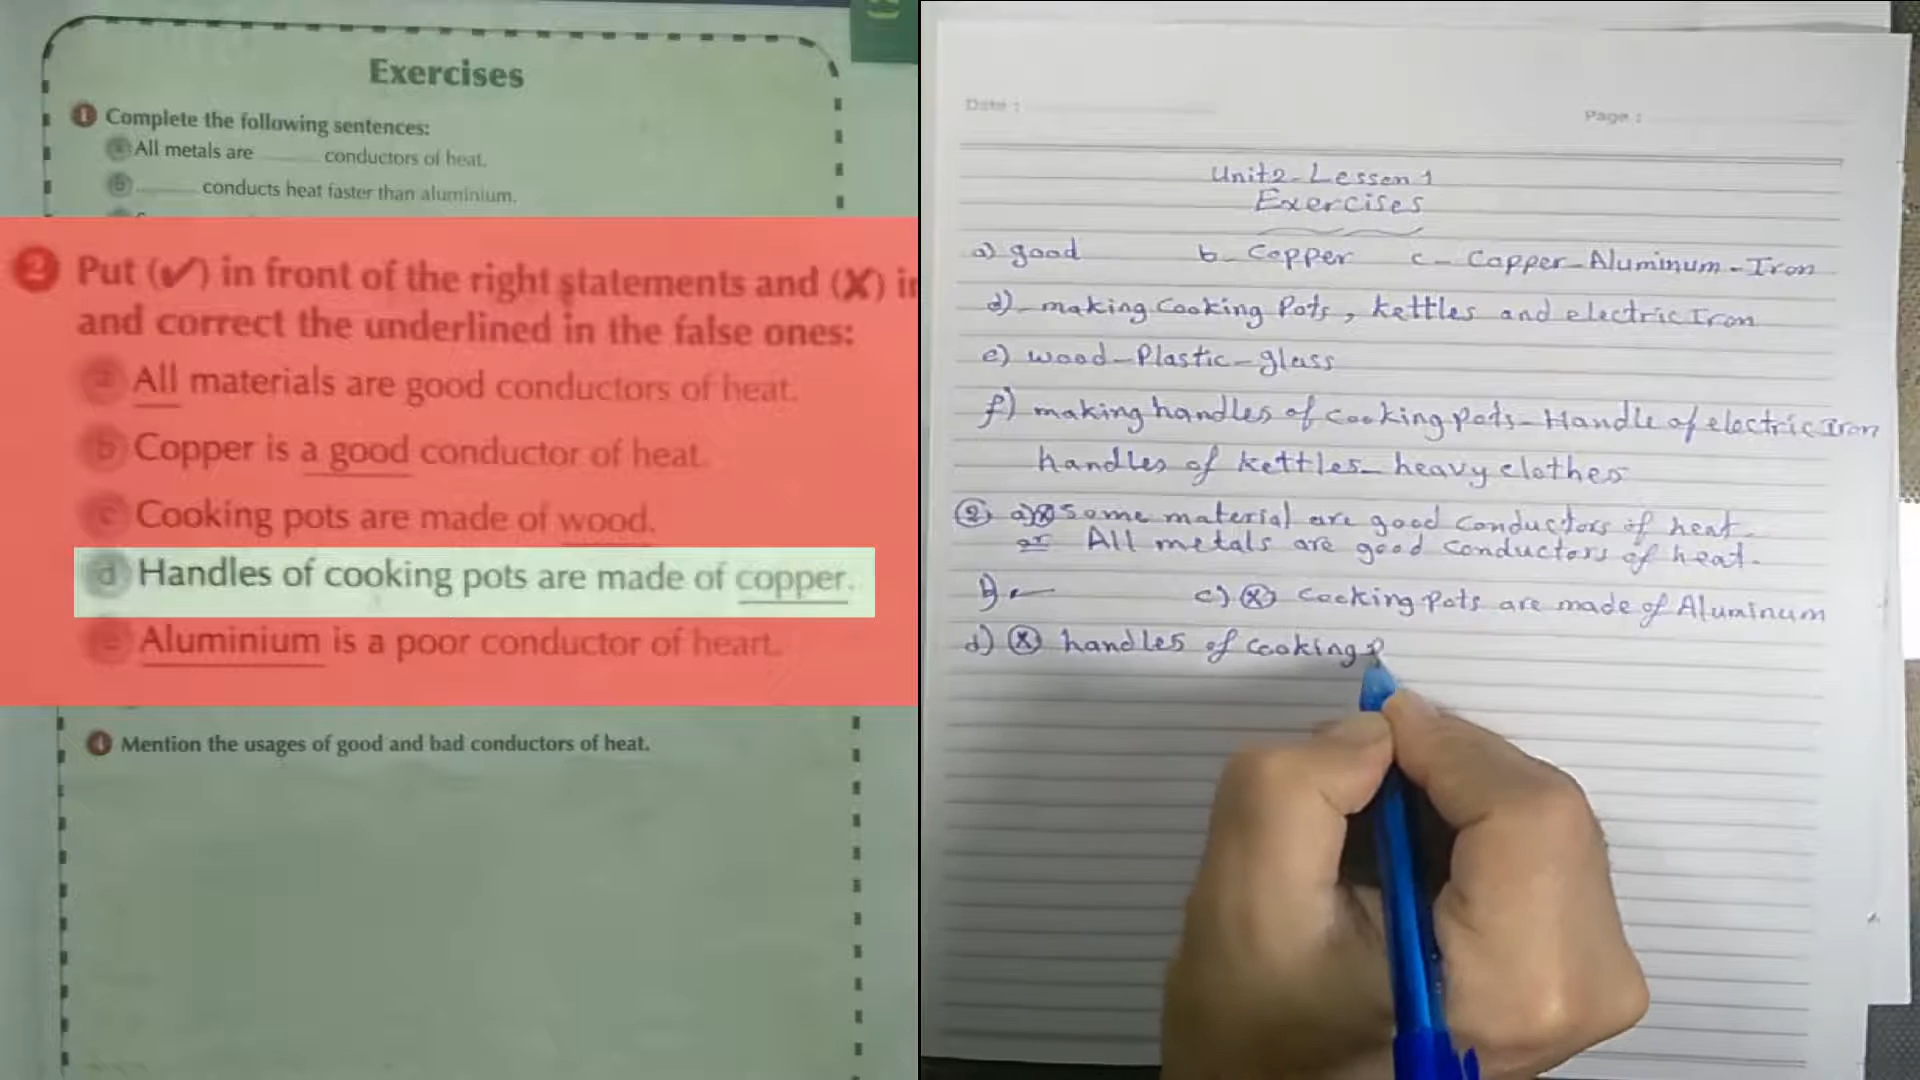 Exercises
1 Complete the following sentences:
a All metals are ........ conductors of heat.
b ........ conducts heat faster than aluminium.
2 Put (✓) in front of the right statements and (X) in
and correct the underlined in the false ones:
a All materials are good conductors of heat.
b Copper is a good conductor of heat.
c Cooking pots are made of wood.
d Handles of cooking pots are made of copper.
e Aluminium is a poor conductor of heart.
4 Mention the usages of good and bad conductors of heat.
Date :
Page :
Unit2-Lesson 1
Exercises
a) good b- Copper c- Copper-Aluminum-Iron
d)- making Cooking Pots, kettles and electric Iron
e) wood-Plastic-glass
f) making handles of cooking pots-Handle of electric Iron
handles of kettles- heavy clothes
2 a) X some material are good conductors of heat-
or All metals are good conductors of heat.
b) ✓ c) X Cooking Pots are made of Aluminum
d) X handles of cooking P